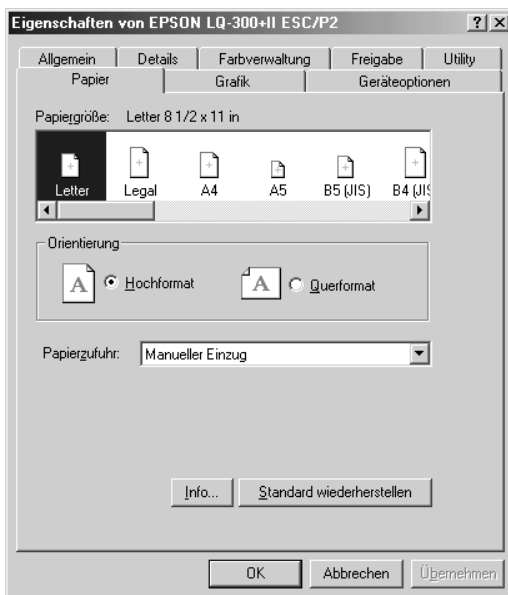 Eigenschaften von EPSON LQ-300+II ESC/P2
Allgemein Details Farbverwaltung Freigabe Utility
Papier Grafik Geräteoptionen
Papiergröße: Letter 8 1/2 x 11 in
Letter Legal A4 A5 B5 (JIS) B4 (JIS
Orientierung
A Hochformat A Querformat
Papierzufuhr: Manueller Einzug
Info... Standard wiederherstellen
OK Abbrechen Übernehmen